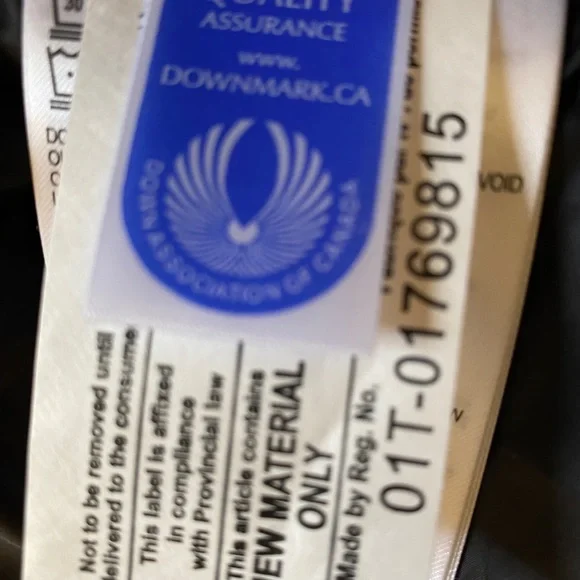 QUALITY
ASSURANCE
www.
DOWNMARK.CA
DOWN ASSOCIATION OF CANADA
Not to be removed until
delivered to the consumer
This label is affixed
in compliance
with Provincial law
This article contains
NEW MATERIAL
ONLY
Made by Reg. No.
01T-01769815
VOID
30